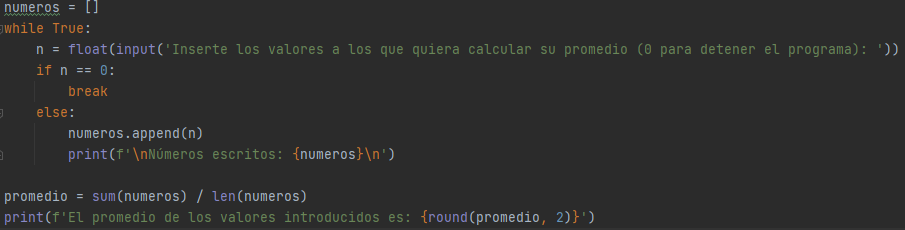 numeros = []
while True:
    n = float(input('Inserte los valores a los que quiera calcular su promedio (0 para detener el programa): '))
    if n == 0:
        break
    else:
        numeros.append(n)
        print(f'\nNúmeros escritos: {numeros}\n')

promedio = sum(numeros) / len(numeros)
print(f'El promedio de los valores introducidos es: {round(promedio, 2)}')